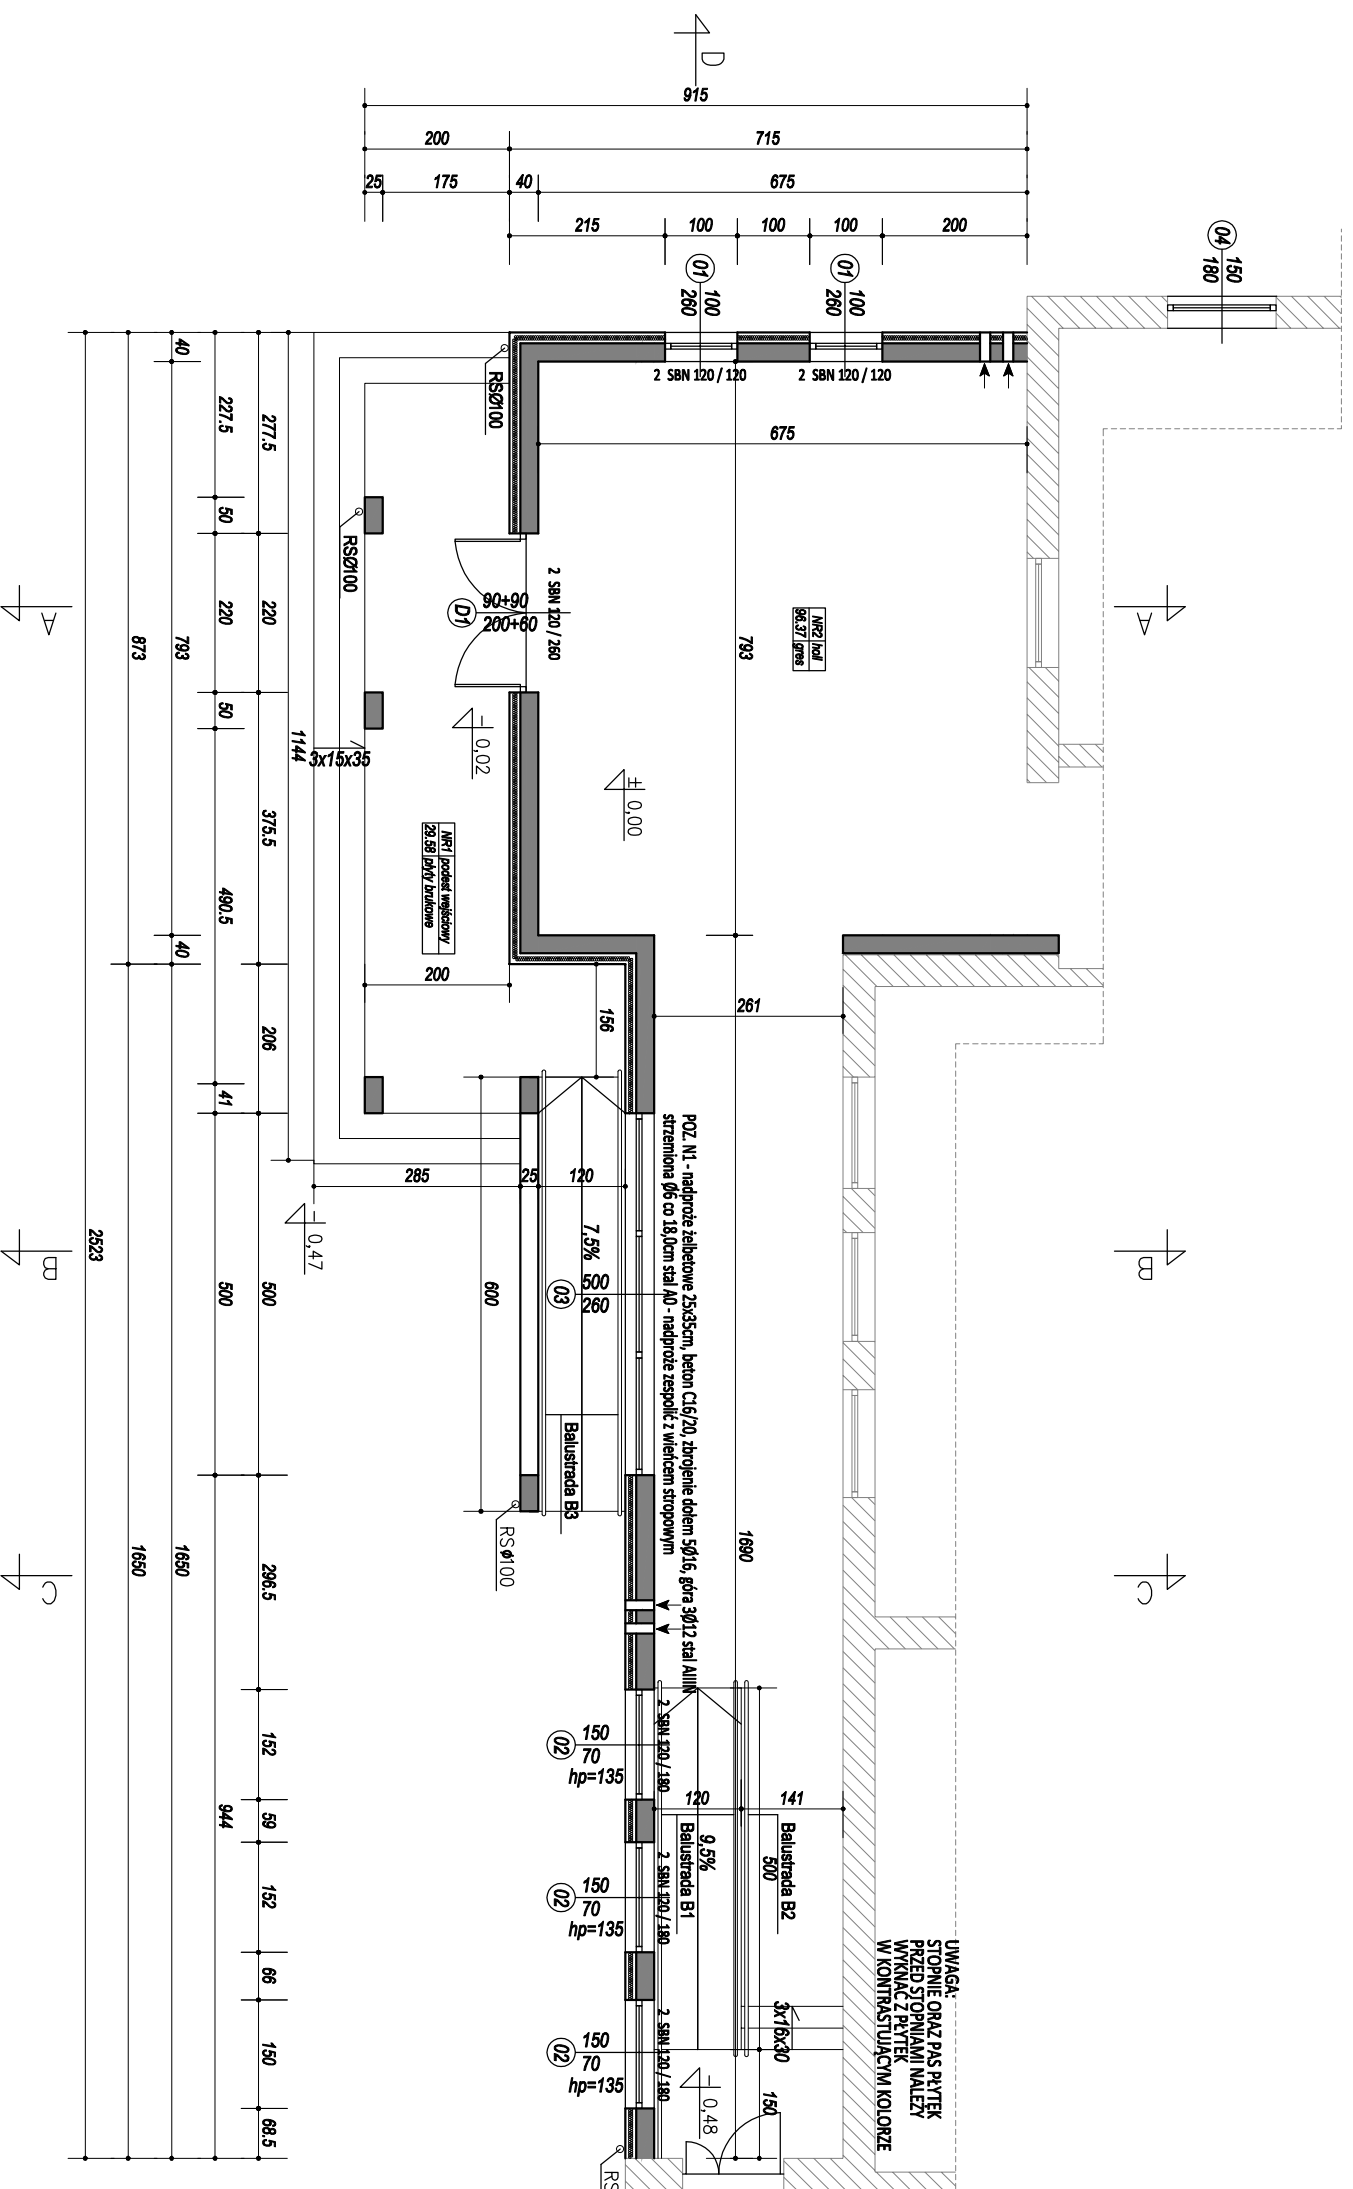 D
915
200
715
25
175
40
675
215
100
100
100
200
04
150
180
01
100
260
01
100
260
2 SBN 120 / 120
2 SBN 120 / 120
RSØ100
RSØ100
675
40
227.5
277.5
50
220
220
793
873
50
375.5
490.5
40
206
41
500
500
2523
1650
1650
296.5
152
59
944
152
66
150
68.5
1144
3x15x35
A
A
B
B
C
C
2 SBN 120 / 260
90+90
200+60
D1
793
NR2 holl
96.37 gres
- 0,02
± 0,00
NR1 podest wejściowy
29.58 płyty brukowe
200
156
261
285
25
120
- 0,47
600
7,5%
500
260
03
Balustrada B3
RSφ100
POZ. N1 - nadproże żelbetowe 25x35cm, beton C16/20, zbrojenie dołem 5Ø16, góra 3Ø12 stal AIIIN
strzemiona Ø6 co 18,0cm stal A0 - nadproże zespolić z wieńcem stropowym
1690
2 SBN 120 / 180
150
70
hp=135
02
120
141
Balustrada B1
9,5%
500
Balustrada B2
2 SBN 120 / 180
150
70
hp=135
02
3x16x30
2 SBN 120 / 180
150
70
hp=135
02
- 0,48
150
RS
UWAGA:
STOPNIE ORAZ PAS PŁYTEK
PRZED STOPNIAMI NALEŻY
WYKNAĆ Z PŁYTEK
W KONTRASTUJĄCYM KOLORZE